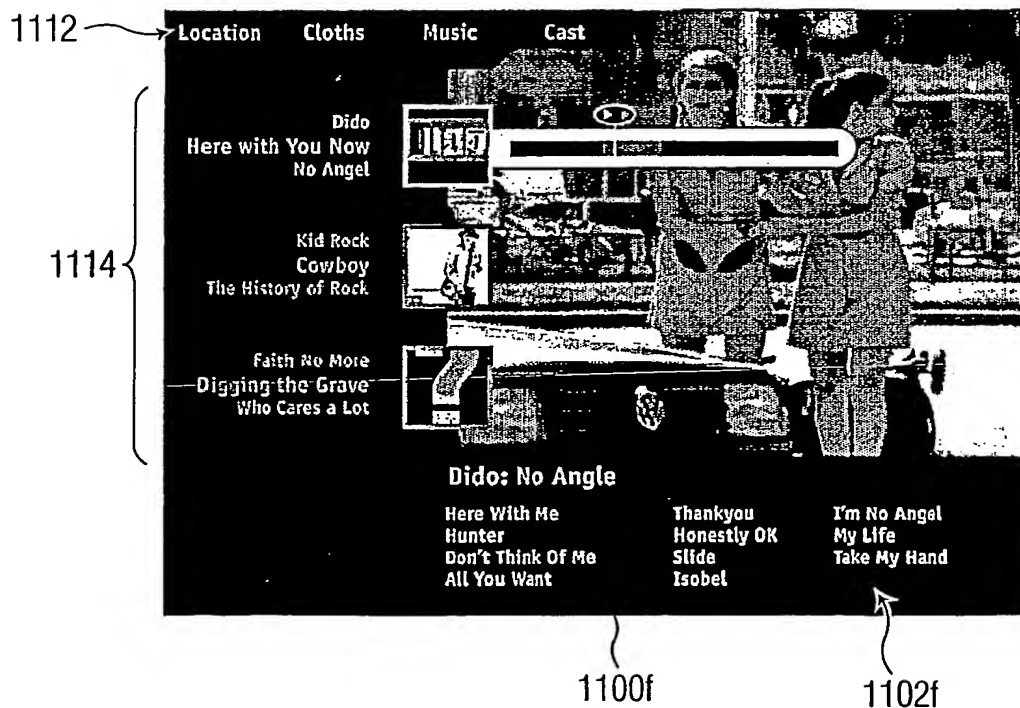 1112 Location Cloths Music Cast
1114
Dido
Here with You Now
No Angel
Kid Rock
Cowboy
The History of Rock
Faith No More
Digging the Grave
Who Cares a Lot
Dido: No Angle
Here With Me Thankyou I'm No Angel
Hunter Honestly OK My Life
Don't Think Of Me Slide Take My Hand
All You Want Isobel
1100f 1102f